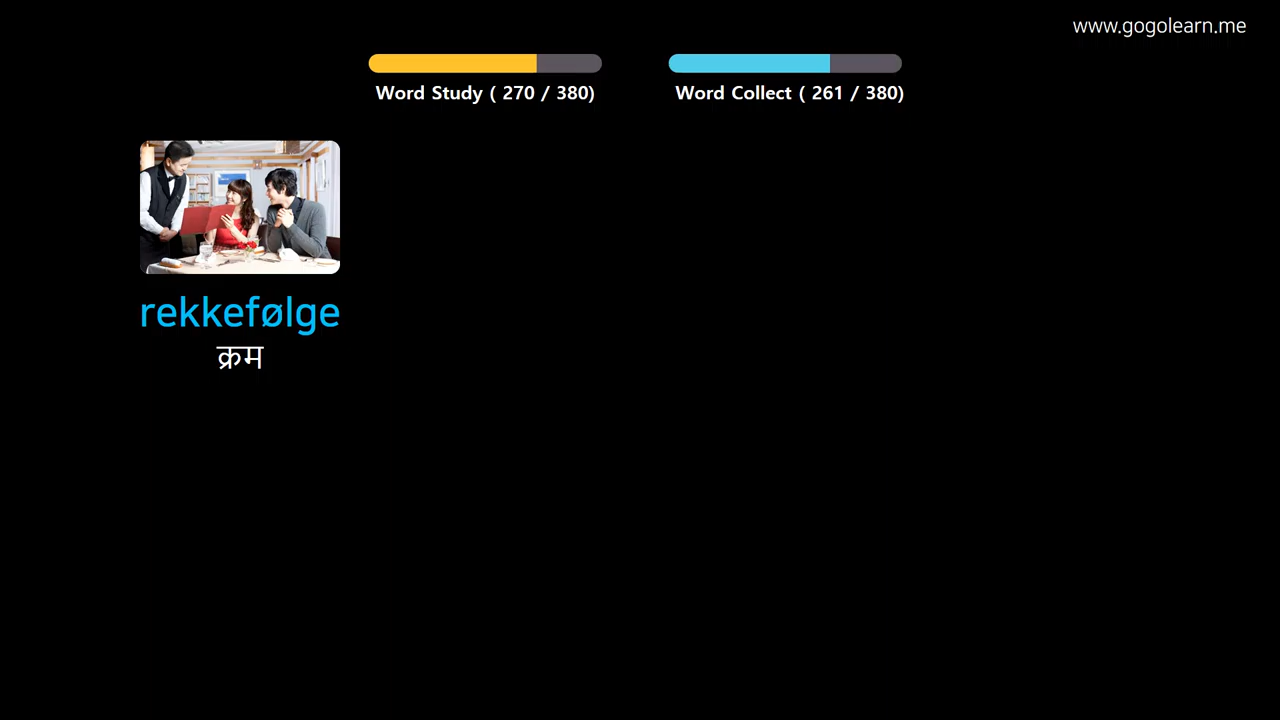 www.gogolearn.me
Word Study ( 270 / 380)
Word Collect ( 261 / 380)
rekkefølge
क्रम